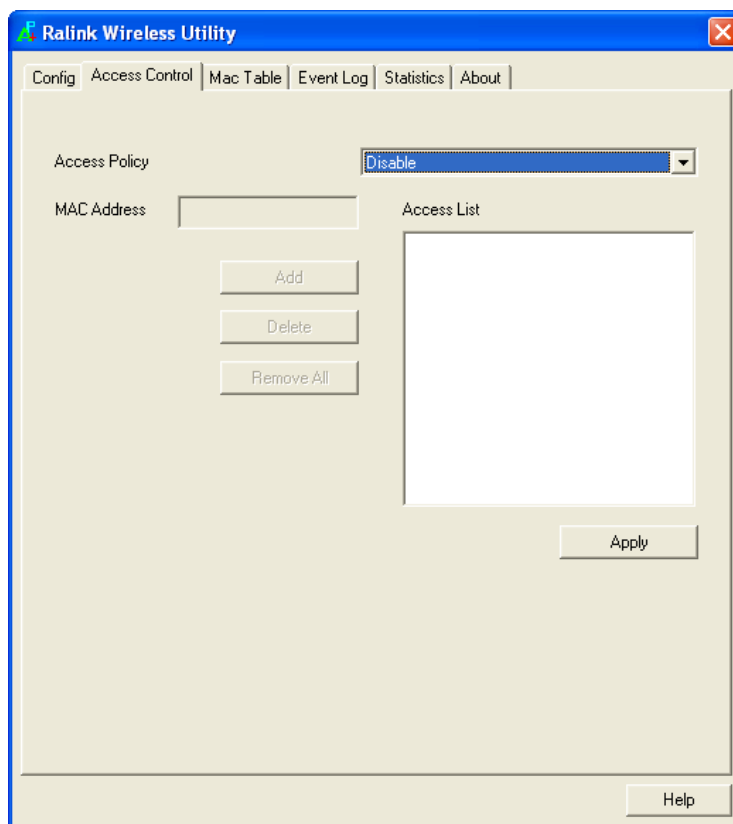 Ralink Wireless Utility
Config Access Control Mac Table Event Log Statistics About
Access Policy Disable
MAC Address Access List
Add
Delete
Remove All
Apply
Help